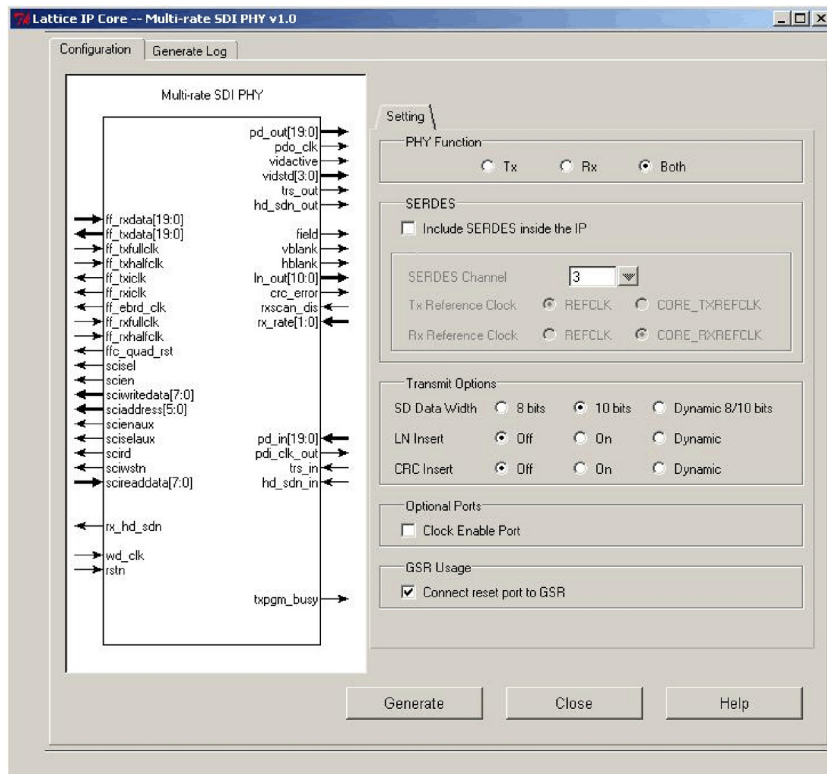 Lattice IP Core -- Multi-rate SDI PHY v1.0
Configuration
Generate Log
Multi-rate SDI PHY
pd_out[19:0]
pdo_clk
vidactive
vidstd[3:0]
trs_out
hd_sdn_out
ff_rxdata[19:0]
ff_txdata[19:0]
field
ff_txfullclk
vblank
ff_txhalfclk
hblank
ff_txiclk
ln_out[10:0]
ff_rxiclk
crc_error
ff_ebrd_clk
rxscan_dis
ff_rxfullclk
rx_rate[1:0]
ff_rxhalfclk
ffc_quad_rst
scisel
scien
sciwritedata[7:0]
sciaddress[5:0]
scienaux
sciselaux
pd_in[19:0]
scird
pdi_clk_out
sciwstn
trs_in
scireaddata[7:0]
hd_sdn_in
rx_hd_sdn
wd_clk
rstn
txpgm_busy
Setting
PHY Function
Tx Rx Both
SERDES
Include SERDES inside the IP
SERDES Channel 3
Tx Reference Clock REFCLK CORE_TXREFCLK
Rx Reference Clock REFCLK CORE_RXREFCLK
Transmit Options
SD Data Width 8 bits 10 bits Dynamic 8/10 bits
LN Insert Off On Dynamic
CRC Insert Off On Dynamic
Optional Ports
Clock Enable Port
GSR Usage
Connect reset port to GSR
Generate Close Help